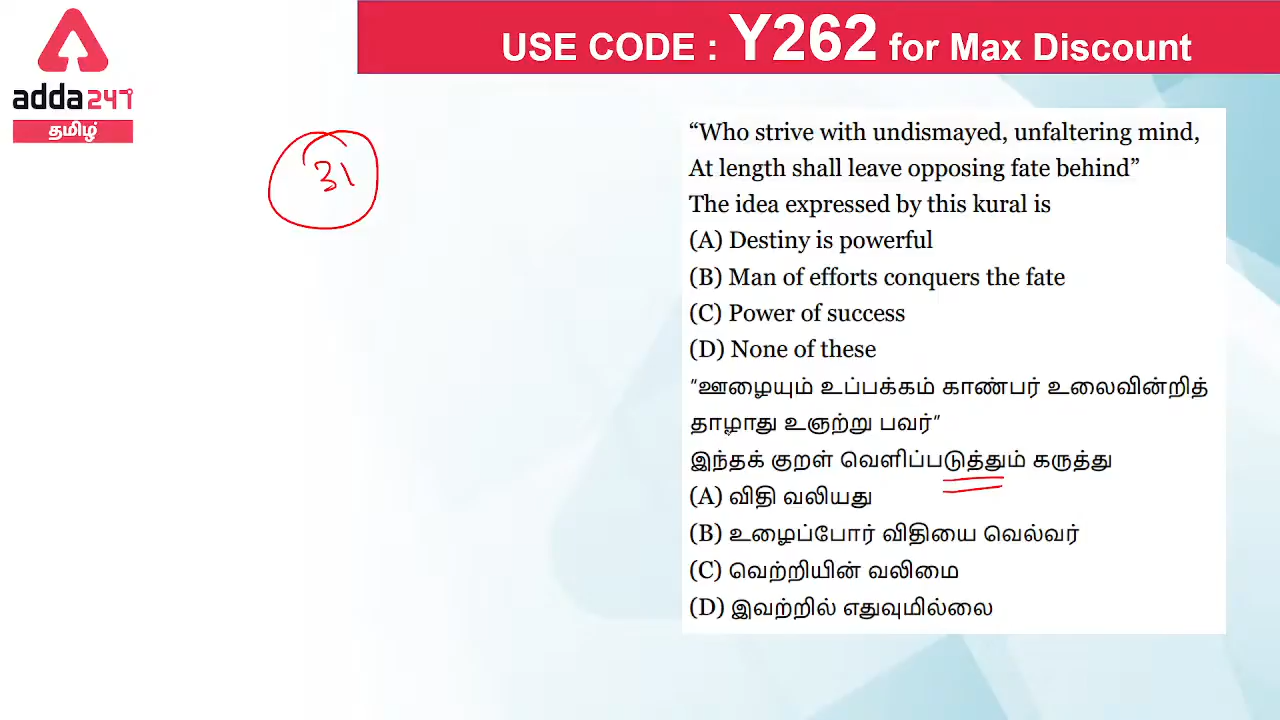 USE CODE : Y262 for Max Discount
adda247
தமிழ்
31
“Who strive with undismayed, unfaltering mind,
At length shall leave opposing fate behind”
The idea expressed by this kural is
(A) Destiny is powerful
(B) Man of efforts conquers the fate
(C) Power of success
(D) None of these
“ஊழையும் உப்பக்கம் காண்பர் உலைவின்றித்
தாழாது உஞற்று பவர்”
இந்தக் குறள் வெளிப்படுத்தும் கருத்து
(A) விதி வலியது
(B) உழைப்போர் விதியை வெல்வர்
(C) வெற்றியின் வலிமை
(D) இவற்றில் எதுவுமில்லை